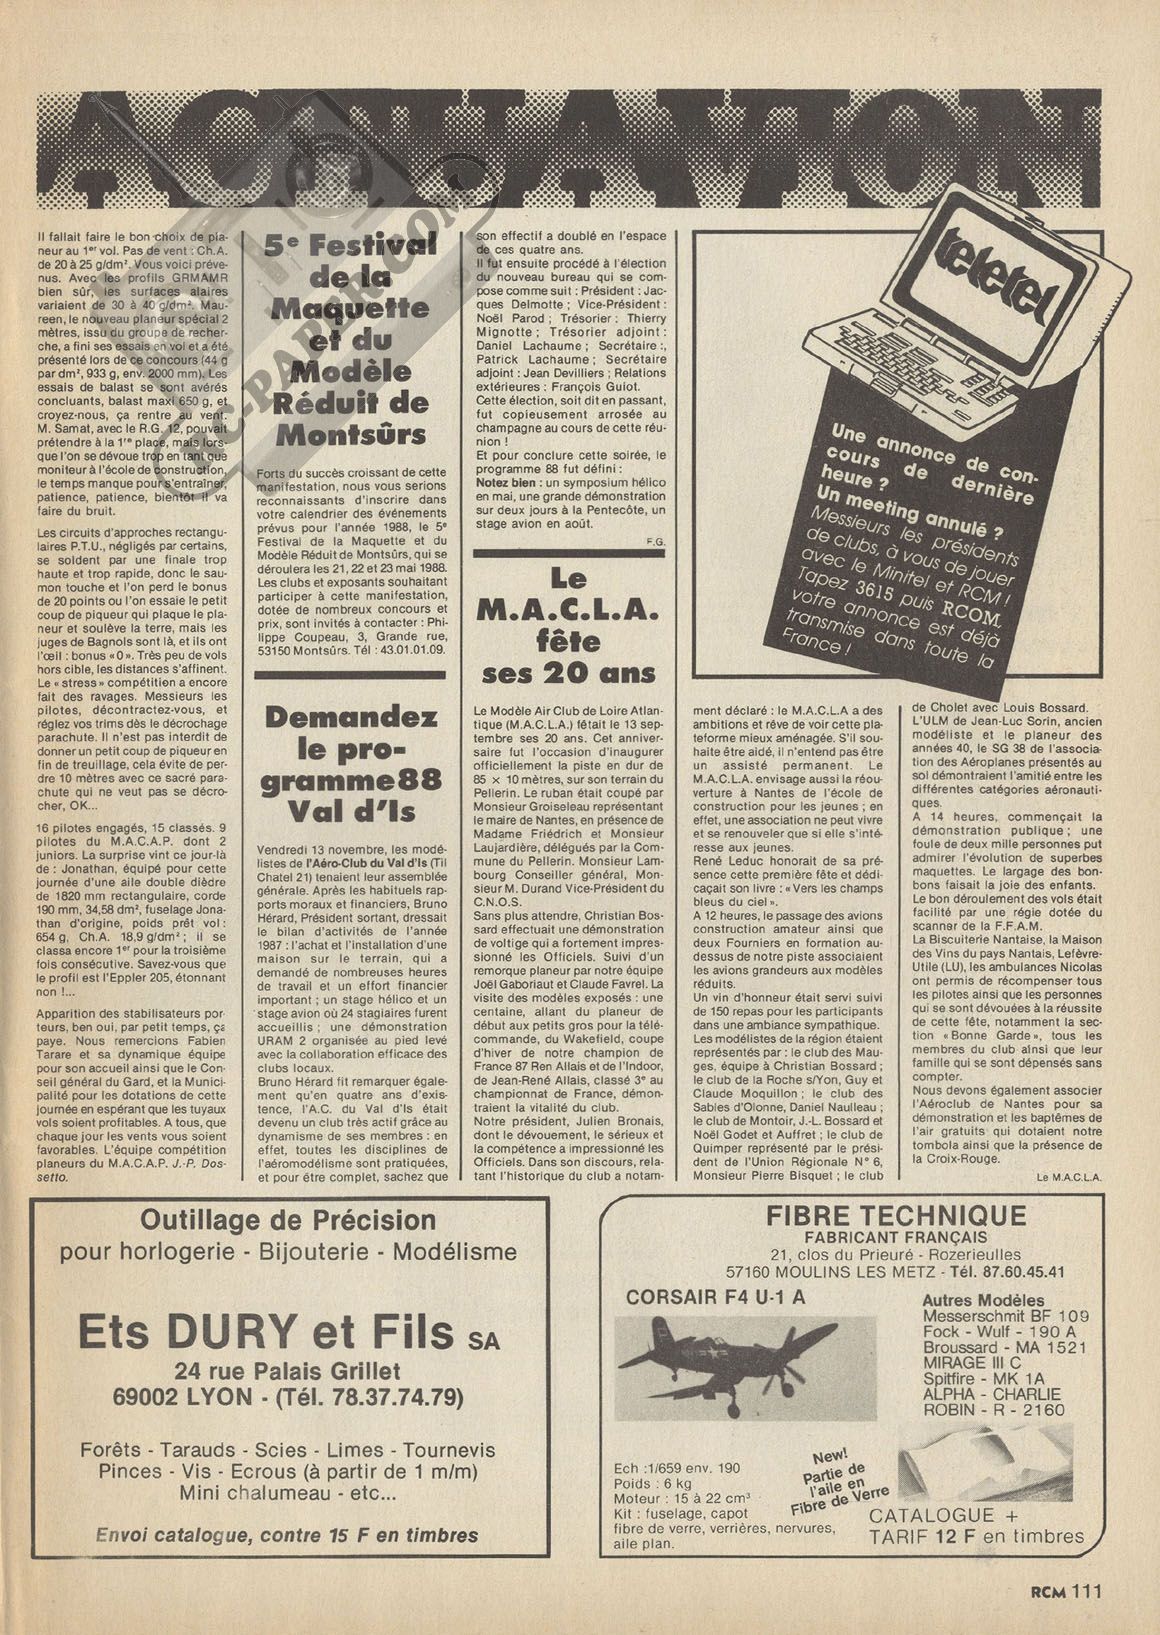 ACTI AVION
Il fallait faire le bon choix de pla-
neur au 1er vol. Pas de vent : Ch.A.
de 20 à 25 g/dm². Vous voici préve-
nus. Avec les profils GRMAMR
bien sûr, les surfaces alaires
variaient de 30 à 40 g/dm². Mau-
reen, le nouveau planeur spécial 2
mètres, issu du groupe de recher-
che, a fini ses essais en vol et a été
présenté lors de ce concours (44 g
par dm², 933 g, env. 2000 mm). Les
essais de balast se sont avérés
concluants, balast maxi 650 g, et
croyez-nous, ça rentre au vent.
M. Samat, avec le R.G. 12, pouvait
prétendre à la 1re place, mais lors-
que l'on se dévoue trop en tant que
moniteur à l'école de construction,
le temps manque pour s'entraîner,
patience, patience, bientôt il va
faire du bruit.
Les circuits d'approches rectangu-
laires P.T.U., négligés par certains,
se soldent par une finale trop
haute et trop rapide, donc le sau-
mon touche et l'on perd le bonus
de 20 points ou l'on essaie le petit
coup de piqueur qui plaque le pla-
neur et soulève la terre, mais les
juges de Bagnols sont là, et ils ont
l'œil : bonus «0». Très peu de vols
hors cible, les distances s'affinent.
Le « stress » compétition a encore
fait des ravages. Messieurs les
pilotes, décontractez-vous, et
réglez vos trims dès le décrochage
parachute. Il n'est pas interdit de
donner un petit coup de piqueur en
fin de treuillage, cela évite de per-
dre 10 mètres avec ce sacré para-
chute qui ne veut pas se décro-
cher, OK...
16 pilotes engagés, 15 classés. 9
pilotes du M.A.C.A.P. dont 2
juniors. La surprise vint ce jour-là
de : Jonathan, équipé pour cette
journée d'une aile double dièdre
de 1820 mm rectangulaire, corde
190 mm, 34,58 dm², fuselage Jona-
than d'origine, poids prêt vol :
654 g, Ch.A. 18,9 g/dm² ; il se
classa encore 1er pour la troisième
fois consécutive. Savez-vous que
le profil est l'Eppler 205, étonnant
non !...
Apparition des stabilisateurs por-
teurs, ben oui, par petit temps, ça
paye. Nous remercions Fabien
Tarare et sa dynamique équipe
pour son accueil ainsi que le Con-
seil général du Gard, et la Munici-
palité pour les dotations de cette
journée en espérant que les tuyaux
vols soient profitables. A tous, que
chaque jour les vents vous soient
favorables. L'équipe compétition
planeurs du M.A.C.A.P. J.-P. Dos-
setto.
5e Festival
de la
Maquette
et du
Modèle
Réduit de
Montsûrs
Forts du succès croissant de cette
manifestation, nous vous serions
reconnaissants d'inscrire dans
votre calendrier des événements
prévus pour l'année 1988, le 5e
Festival de la Maquette et du
Modèle Réduit de Montsûrs, qui se
déroulera les 21, 22 et 23 mai 1988.
Les clubs et exposants souhaitant
participer à cette manifestation,
dotée de nombreux concours et
prix, sont invités à contacter : Phi-
lippe Coupeau, 3, Grande rue,
53150 Montsûrs. Tél : 43.01.01.09.
Demandez
le pro-
gramme 88
Val d'Is
Vendredi 13 novembre, les modé-
listes de l'Aéro-Club du Val d'Is (Til
Chatel 21) tenaient leur assemblée
générale. Après les habituels rap-
ports moraux et financiers, Bruno
Hérard, Président sortant, dressait
le bilan d'activités de l'année
1987 : l'achat et l'installation d'une
maison sur le terrain, qui a
demandé de nombreuses heures
de travail et un effort financier
important ; un stage hélico et un
stage avion où 24 stagiaires furent
accueillis ; une démonstration
URAM 2 organisée au pied levé
avec la collaboration efficace des
clubs locaux.
Bruno Hérard fit remarquer égale-
ment qu'en quatre ans d'exis-
tence, l'A.C. du Val d'Is était
devenu un club très actif grâce au
dynamisme de ses membres : en
effet, toutes les disciplines de
l'aéromodélisme sont pratiquées,
et pour être complet, sachez que
son effectif a doublé en l'espace
de ces quatre ans.
Il fut ensuite procédé à l'élection
du nouveau bureau qui se com-
pose comme suit : Président : Jac-
ques Delmotte ; Vice-Président :
Noël Parod ; Trésorier : Thierry
Mignotte ; Trésorier adjoint :
Daniel Lachaume ; Secrétaire :,
Patrick Lachaume ; Secrétaire
adjoint : Jean Devilliers ; Relations
extérieures : François Guiot.
Cette élection, soit dit en passant,
fut copieusement arrosée au
champagne au cours de cette réu-
nion !
Et pour conclure cette soirée, le
programme 88 fut défini :
Notez bien : un symposium hélico
en mai, une grande démonstration
sur deux jours à la Pentecôte, un
stage avion en août.
F.G.
Le
M.A.C.L.A.
fête
ses 20 ans
Le Modèle Air Club de Loire Atlan-
tique (M.A.C.L.A.) fêtait le 13 sep-
tembre ses 20 ans. Cet anniver-
saire fut l'occasion d'inaugurer
officiellement la piste en dur de
85 × 10 mètres, sur son terrain du
Pellerin. Le ruban était coupé par
Monsieur Groiseleau représentant
le maire de Nantes, en présence de
Madame Friédrich et Monsieur
Laujardière, délégués par la Com-
mune du Pellerin. Monsieur Lam-
bourg Conseiller général, Mon-
sieur M. Durand Vice-Président du
C.N.O.S.
Sans plus attendre, Christian Bos-
sard effectuait une démonstration
de voltige qui a fortement impres-
sionné les Officiels. Suivi d'un
remorque planeur par notre équipe
Joël Gaboriaut et Claude Favrel. La
visite des modèles exposés : une
centaine, allant du planeur de
début aux petits gros pour la télé-
commande, du Wakefield, coupe
d'hiver de notre champion de
France 87 Ren Allais et de l'Indoor,
de Jean-René Allais, classé 3e au
championnat de France, démon-
traient la vitalité du club.
Notre président, Julien Bronais,
dont le dévouement, le sérieux et
la compétence a impressionné les
Officiels. Dans son discours, rela-
tant l'historique du club a notam-
teletel
Une annonce de con-
cours de dernière
heure ?
Un meeting annulé ?
Messieurs les présidents
de clubs, à vous de jouer
avec le Minitel et RCM !
Tapez 3615 puis RCOM,
votre annonce est déjà
transmise dans toute la
France !
ment déclaré : le M.A.C.L.A a des
ambitions et rêve de voir cette pla-
teforme mieux aménagée. S'il sou-
haite être aidé, il n'entend pas être
un assisté permanent. Le
M.A.C.L.A. envisage aussi la réou-
verture à Nantes de l'école de
construction pour les jeunes ; en
effet, une association ne peut vivre
et se renouveler que si elle s'inté-
resse aux jeunes.
René Leduc honorait de sa pré-
sence cette première fête et dédi-
caçait son livre : « Vers les champs
bleus du ciel ».
A 12 heures, le passage des avions
construction amateur ainsi que
deux Fourniers en formation au-
dessus de notre piste associaient
les avions grandeurs aux modèles
réduits.
Un vin d'honneur était servi suivi
de 150 repas pour les participants
dans une ambiance sympathique.
Les modélistes de la région étaient
représentés par : le club des Mau-
ges, équipe à Christian Bossard ;
le club de la Roche s/Yon, Guy et
Claude Moquillon ; le club des
Sables d'Olonne, Daniel Naulleau ;
le club de Montoir, J.-L. Bossard et
Noël Godet et Auffret ; le club de
Quimper représenté par le prési-
dent de l'Union Régionale N° 6,
Monsieur Pierre Bisquet ; le club
de Cholet avec Louis Bossard.
L'ULM de Jean-Luc Sorin, ancien
modéliste et le planeur des
années 40, le SG 38 de l'associa-
tion des Aéroplanes présentés au
sol démontraient l'amitié entre les
différentes catégories aéronauti-
ques.
A 14 heures, commençait la
démonstration publique ; une
foule de deux mille personnes put
admirer l'évolution de superbes
maquettes. Le largage des bon-
bons faisait la joie des enfants.
Le bon déroulement des vols était
facilité par une régie dotée du
scanner de la F.F.A.M.
La Biscuiterie Nantaise, la Maison
des Vins du pays Nantais, Lefèvre-
Utile (LU), les ambulances Nicolas
ont permis de récompenser tous
les pilotes ainsi que les personnes
qui se sont dévouées à la réussite
de cette fête, notamment la sec-
tion «Bonne Garde», tous les
membres du club ainsi que leur
famille qui se sont dépensés sans
compter.
Nous devons également associer
l'Aéroclub de Nantes pour sa
démonstration et les baptêmes de
l'air gratuits qui dotaient notre
tombola ainsi que la présence de
la Croix-Rouge.
Le M.A.C.L.A.
Outillage de Précision
pour horlogerie - Bijouterie - Modélisme
Ets DURY et Fils SA
24 rue Palais Grillet
69002 LYON - (Tél. 78.37.74.79)
Forêts - Tarauds - Scies - Limes - Tournevis
Pinces - Vis - Ecrous (à partir de 1 m/m)
Mini chalumeau - etc...
Envoi catalogue, contre 15 F en timbres
FIBRE TECHNIQUE
FABRICANT FRANÇAIS
21, clos du Prieuré - Rozerieulles
57160 MOULINS LES METZ - Tél. 87.60.45.41
CORSAIR F4 U-1 A
Autres Modèles
Messerschmit BF 109
Fock - Wulf - 190 A
Broussard - MA 1521
MIRAGE III C
Spitfire - MK 1A
ALPHA - CHARLIE
ROBIN - R - 2160
Ech :1/659 env. 190
Poids : 6 kg
Moteur : 15 à 22 cm³
Kit : fuselage, capot
fibre de verre, verrières, nervures,
aile plan.
New!
Partie de
l'aile en
Fibre de Verre
CATALOGUE +
TARIF 12 F en timbres
RCM 111
RC-PAPER.COM